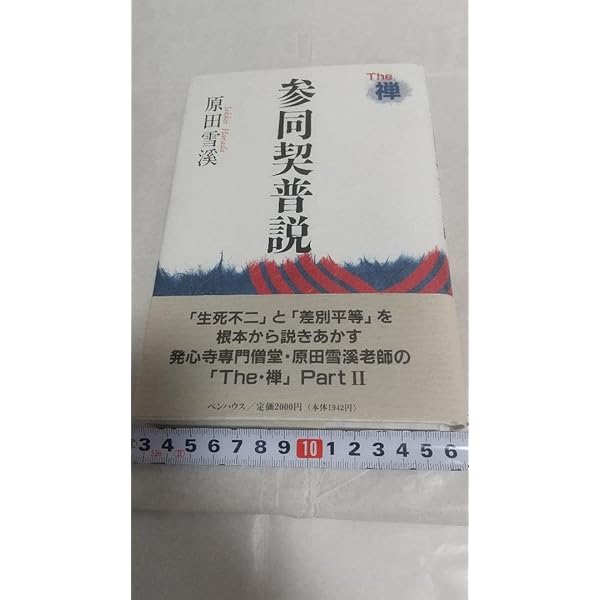 The
禅
参同契普説
原田雪溪
Sekkei Harada
「生死不二」と「差別平等」を
根本から説きあかす
発心寺専門僧堂・原田雪溪老師の
「The・禅」Part II
ペンハウス／定価2000円（本体1942円）
3 4 5 6 7 8 9 10 1 2 3 4 5 6